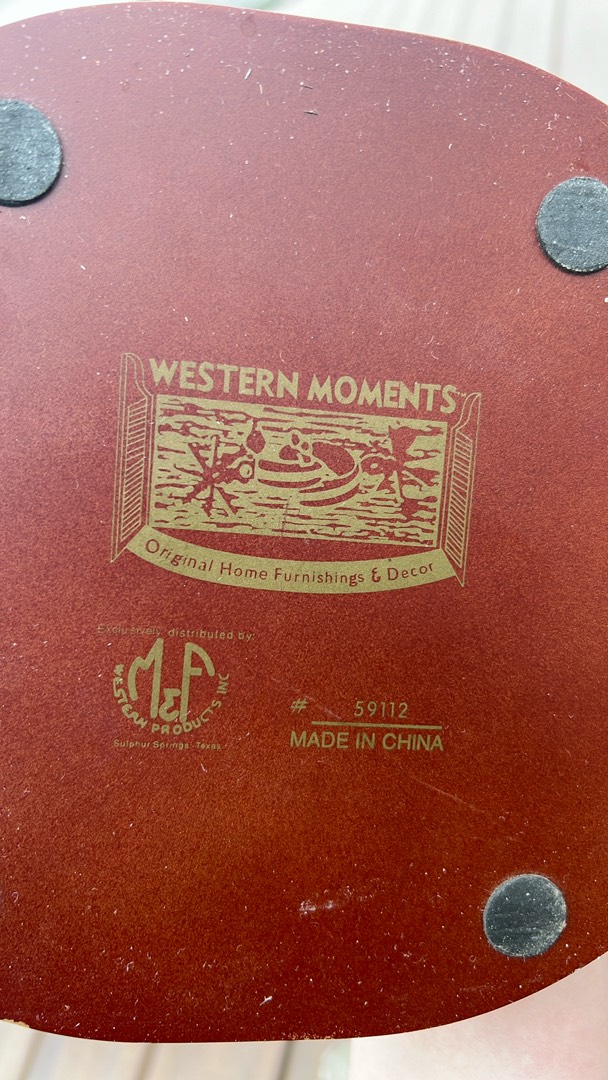 WESTERN MOMENTS
Original Home Furnishings & Decor
Exclusively distributed by:
M&F
WESTERN PRODUCTS INC
Sulphur Springs Texas
# 59112
MADE IN CHINA